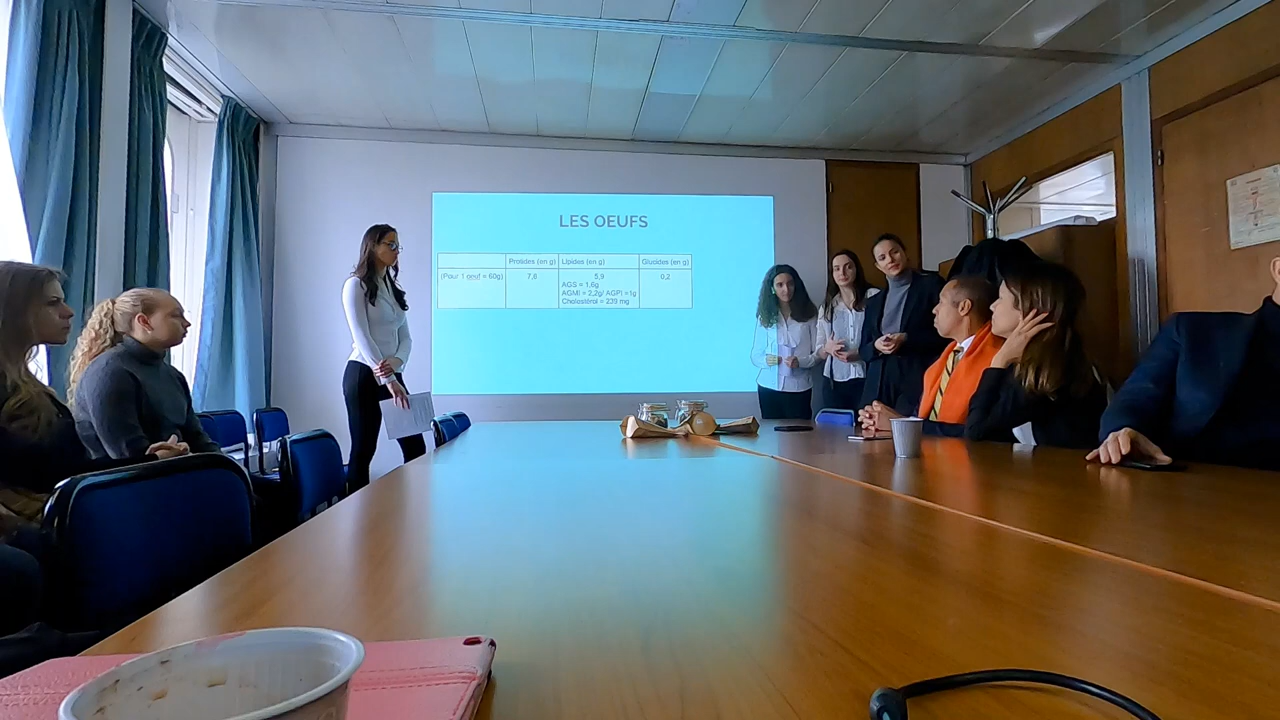 LES OEUFS
Protides (en g) Lipides (en g) Glucides (en g)
(Pour 1 oeuf = 60g) 7,8 5,9 0,2
AGS = 1,6g
AGMI = 2,2g/ AGPI = 1g
Cholestérol = 239 mg